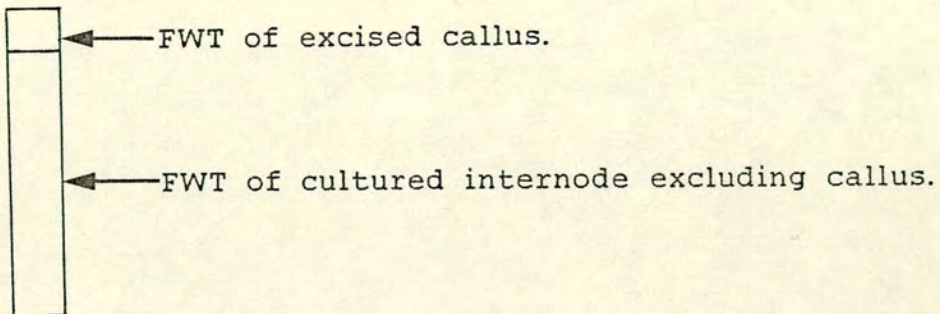 FWT of excised callus.
FWT of cultured internode excluding callus.